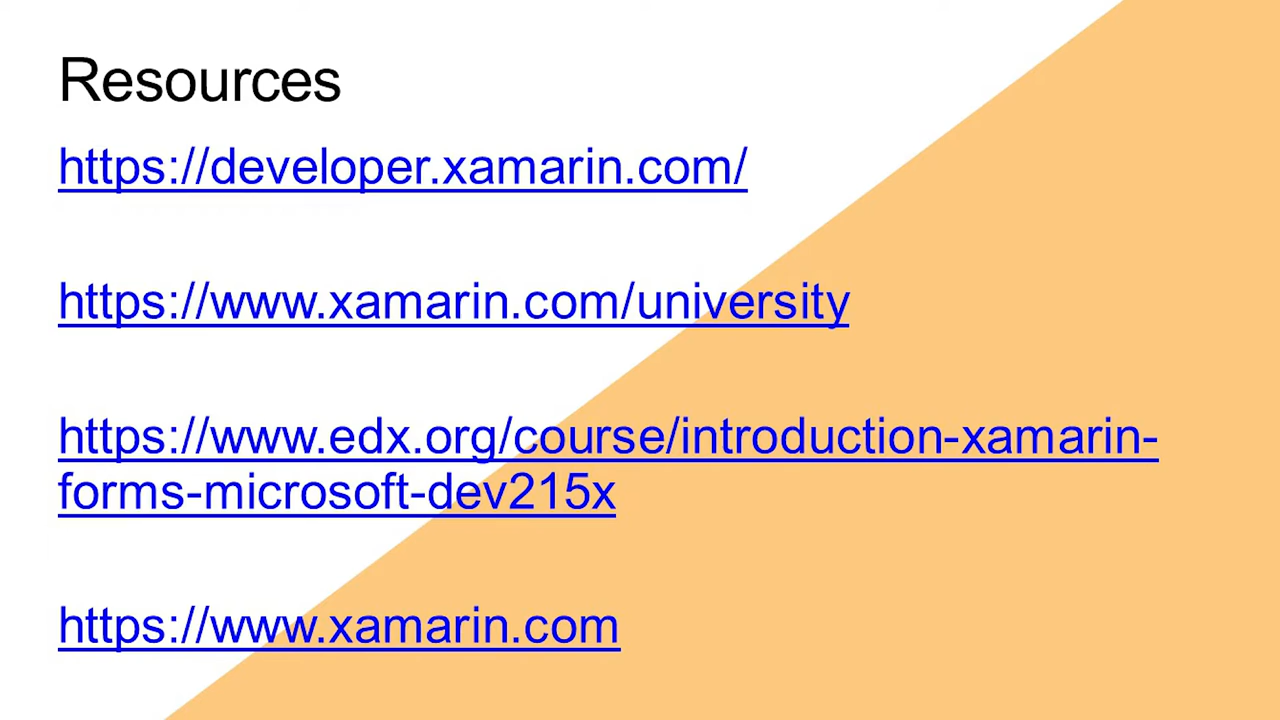 Resources
https://developer.xamarin.com/
https://www.xamarin.com/university
https://www.edx.org/course/introduction-xamarin-
forms-microsoft-dev215x
https://www.xamarin.com